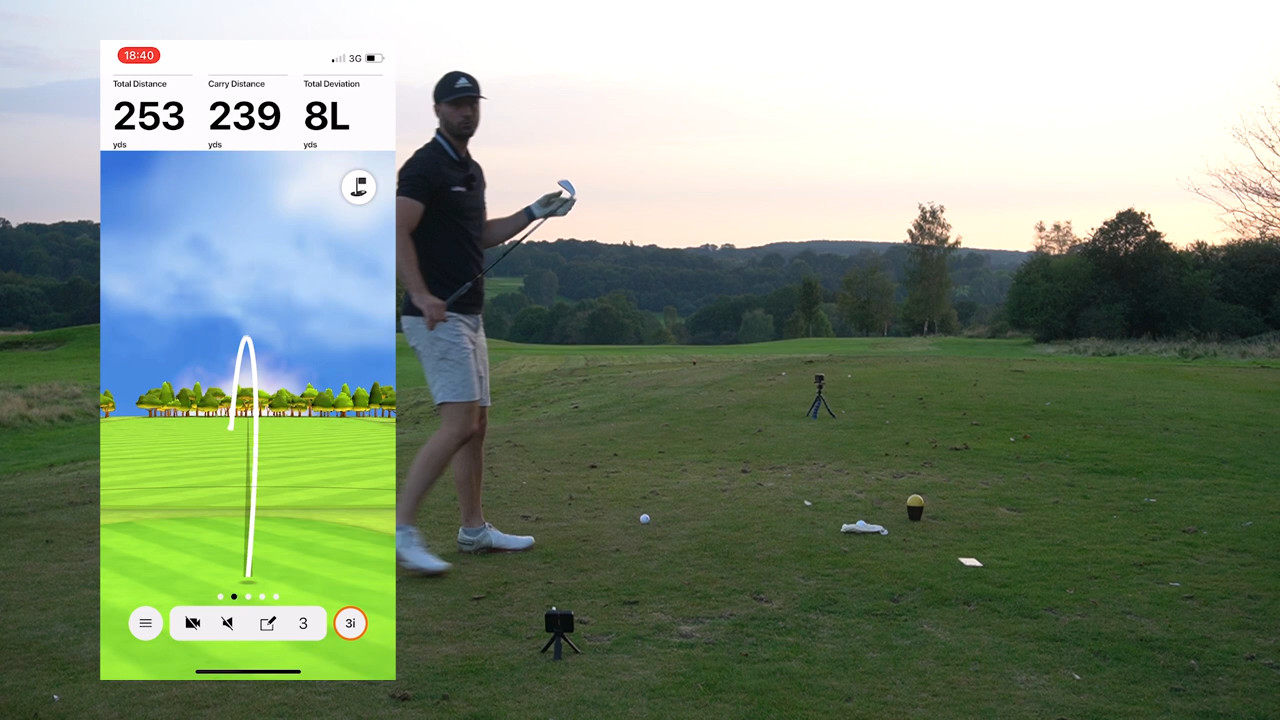 18:40
3G
Total Distance Carry Distance Total Deviation
253 239 8L
yds yds yds
3 3i